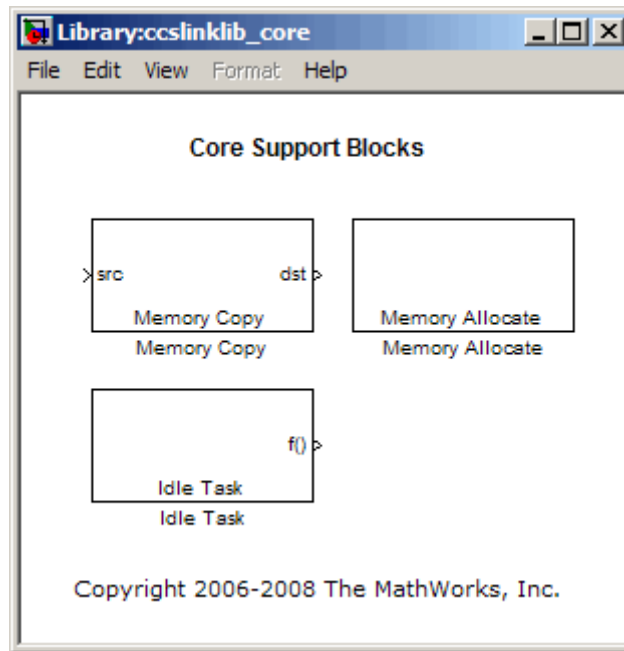 Library:ccslinklib_core
File Edit View Format Help
Core Support Blocks
src dst
Memory Copy
Memory Copy
Memory Allocate
Memory Allocate
f()
Idle Task
Idle Task
Copyright 2006-2008 The MathWorks, Inc.